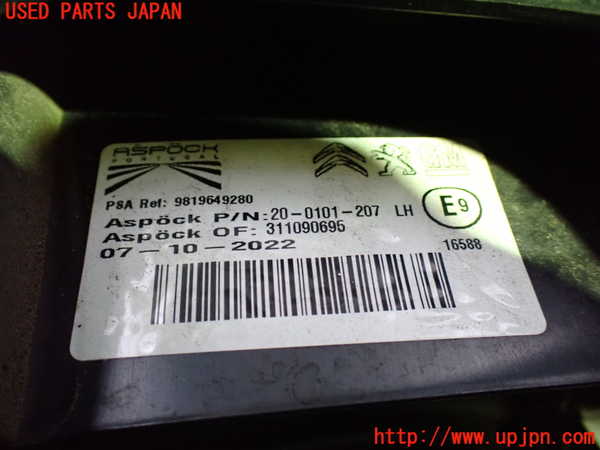 USED PARTS JAPAN
ASPÖCK
PORTUGAL
PSA Ref: 9819649280
Aspöck P/N:20-0101-207 LH
E9
Aspöck OF: 311090695
07-10-2022
16588
http://www.upjpn.com/